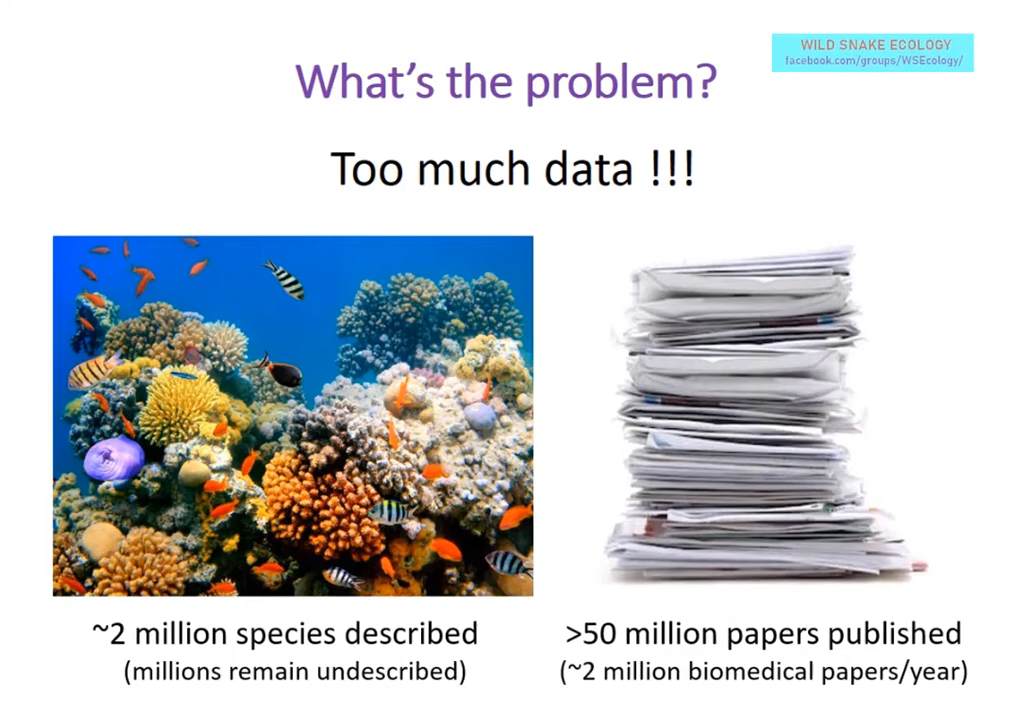 WILD SNAKE ECOLOGY
facebook.com/groups/WSEcology/
What's the problem?
Too much data !!!
~2 million species described
(millions remain undescribed)
>50 million papers published
(~2 million biomedical papers/year)